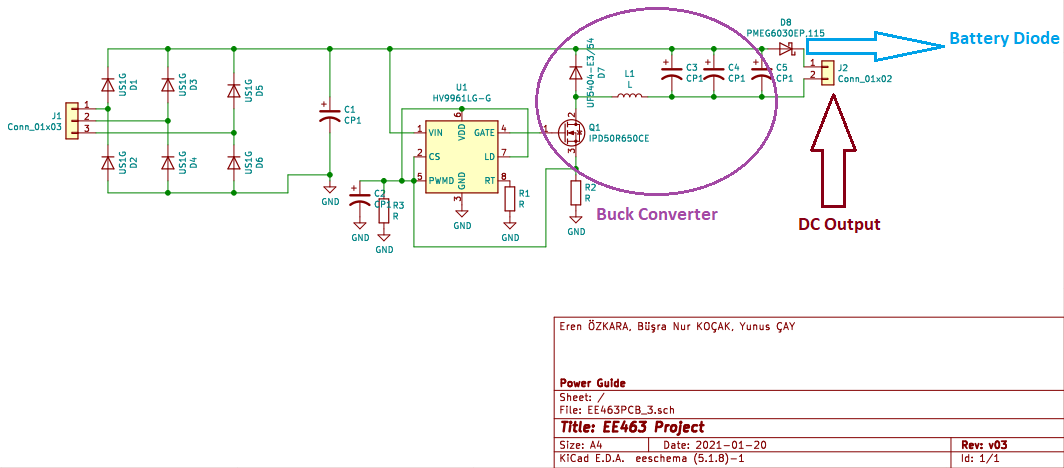 D8
PMEG6030EP,115
Battery Diode
US1G
D1
US1G
D3
US1G
D5
C1
CP1
U1
HV9961LG-G
UF5404-E3/54
D7
L1
L
C3
CP1
C4
CP1
C5
CP1
1
2
J2
Conn_01x02
J1
Conn_01x03
1
2
3
1
VIN
VDD
6
GATE
4
2
CS
LD
7
5
PWMD
GND
3
RT
8
1
2
3
Q1
IPD50R650CE
US1G
D2
US1G
D4
US1G
D6
GND
C2
CP1
R3
R
R1
R
R2
R
GND
GND
GND
GND
GND
Buck Converter
DC Output
Eren ÖZKARA, Büşra Nur KOÇAK, Yunus ÇAY
Power Guide
Sheet: /
File: EE463PCB_3.sch
Title: EE463 Project
Size: A4
Date: 2021-01-20
Rev: v03
KiCad E.D.A. eeschema (5.1.8)-1
Id: 1/1